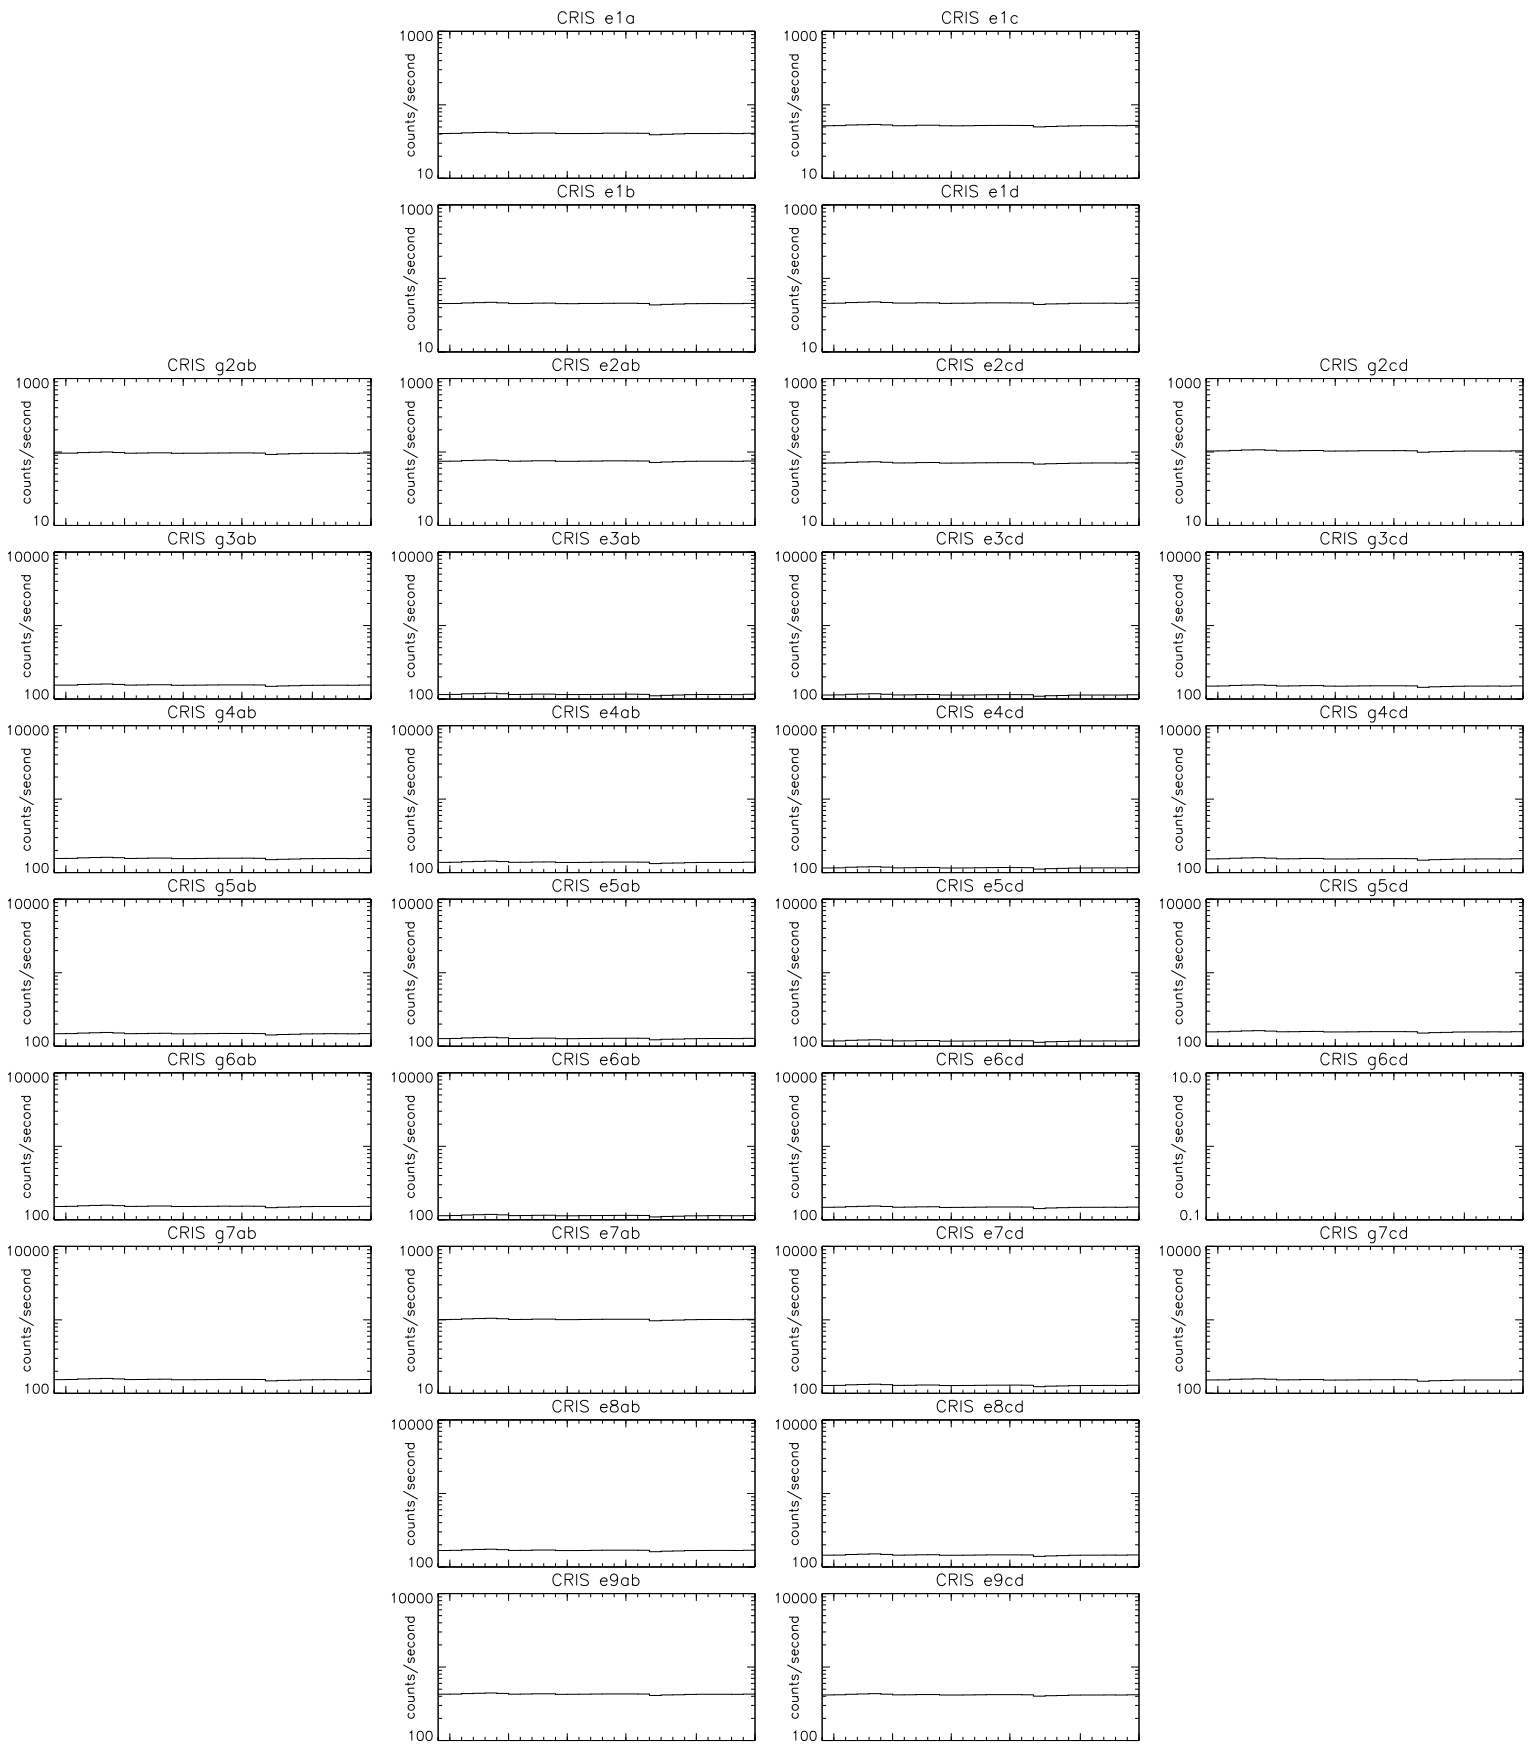 CRIS e1a
CRIS e1c
1000
counts/second
10
1000
counts/second
10
CRIS e1b
CRIS e1d
1000
counts/second
10
1000
counts/second
10
CRIS g2ab
CRIS e2ab
CRIS e2cd
CRIS g2cd
1000
counts/second
10
1000
counts/second
10
1000
counts/second
10
1000
counts/second
10
CRIS g3ab
CRIS e3ab
CRIS e3cd
CRIS g3cd
10000
counts/second
100
10000
counts/second
100
10000
counts/second
100
10000
counts/second
100
CRIS g4ab
CRIS e4ab
CRIS e4cd
CRIS g4cd
10000
counts/second
100
10000
counts/second
100
10000
counts/second
100
10000
counts/second
100
CRIS g5ab
CRIS e5ab
CRIS e5cd
CRIS g5cd
10000
counts/second
100
10000
counts/second
100
10000
counts/second
100
10000
counts/second
100
CRIS g6ab
CRIS e6ab
CRIS e6cd
CRIS g6cd
10000
counts/second
100
10000
counts/second
100
10000
counts/second
100
10.0
counts/second
0.1
CRIS g7ab
CRIS e7ab
CRIS e7cd
CRIS g7cd
10000
counts/second
100
1000
counts/second
10
10000
counts/second
100
10000
counts/second
100
CRIS e8ab
CRIS e8cd
10000
counts/second
100
10000
counts/second
100
CRIS e9ab
CRIS e9cd
10000
counts/second
100
10000
counts/second
100